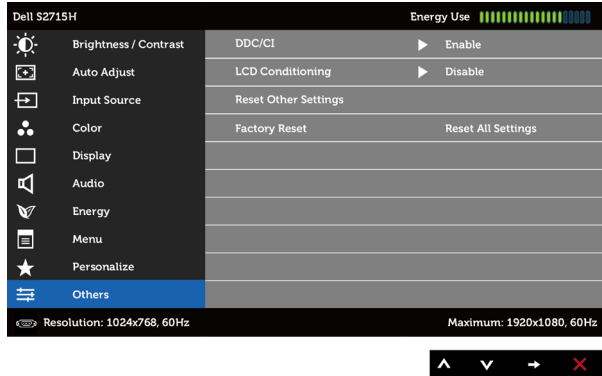 Dell S2715H Energy Use
Brightness / Contrast DDC/CI Enable
Auto Adjust LCD Conditioning Disable
Input Source Reset Other Settings
Color Factory Reset Reset All Settings
Display
Audio
Energy
Menu
Personalize
Others
Resolution: 1024x768, 60Hz Maximum: 1920x1080, 60Hz